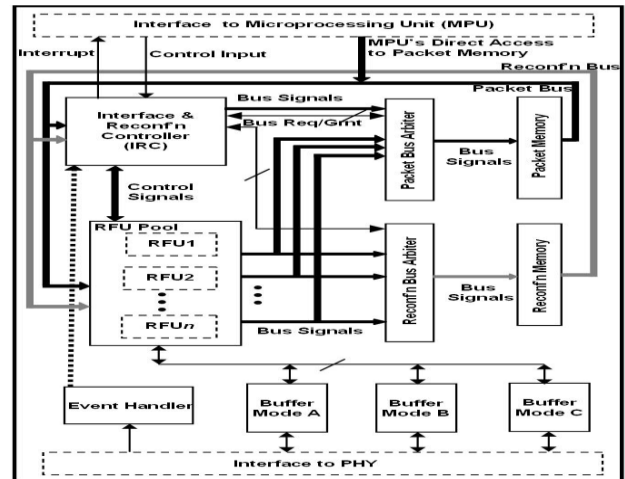 Interface to Microprocessing Unit (MPU)
Interrupt
Control Input
MPU's Direct Access
to Packet Memory
Reconf'n Bus
Packet Bus
Interface &
Reconf'n
Controller
(IRC)
Bus Signals
Bus Req/Grnt
Packet Bus Arbiter
Bus
Signals
Packet Memory
Control
Signals
RFU Pool
RFU1
RFU2
RFUn
Bus Signals
Reconf'n Bus Arbiter
Bus
Signals
Reconf'n Memory
Event Handler
Buffer
Mode A
Buffer
Mode B
Buffer
Mode C
Interface to PHY